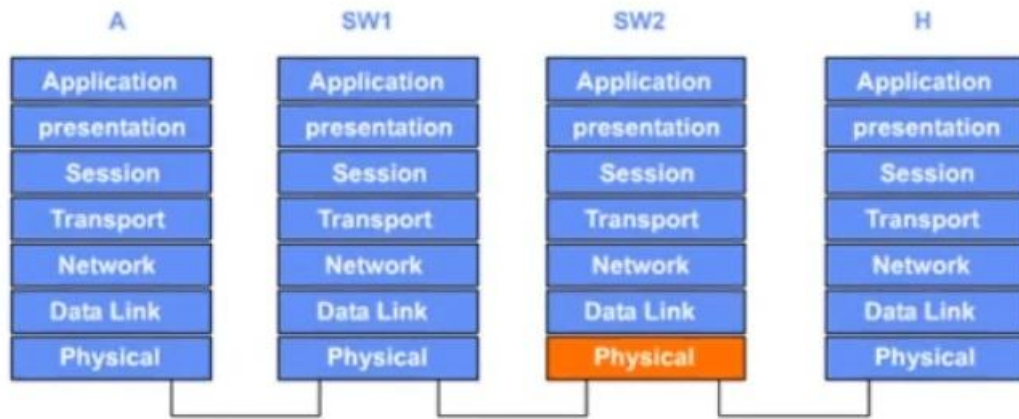 A SW1 SW2 H
Application Application Application Application
presentation presentation presentation presentation
Session Session Session Session
Transport Transport Transport Transport
Network Network Network Network
Data Link Data Link Data Link Data Link
Physical Physical Physical Physical